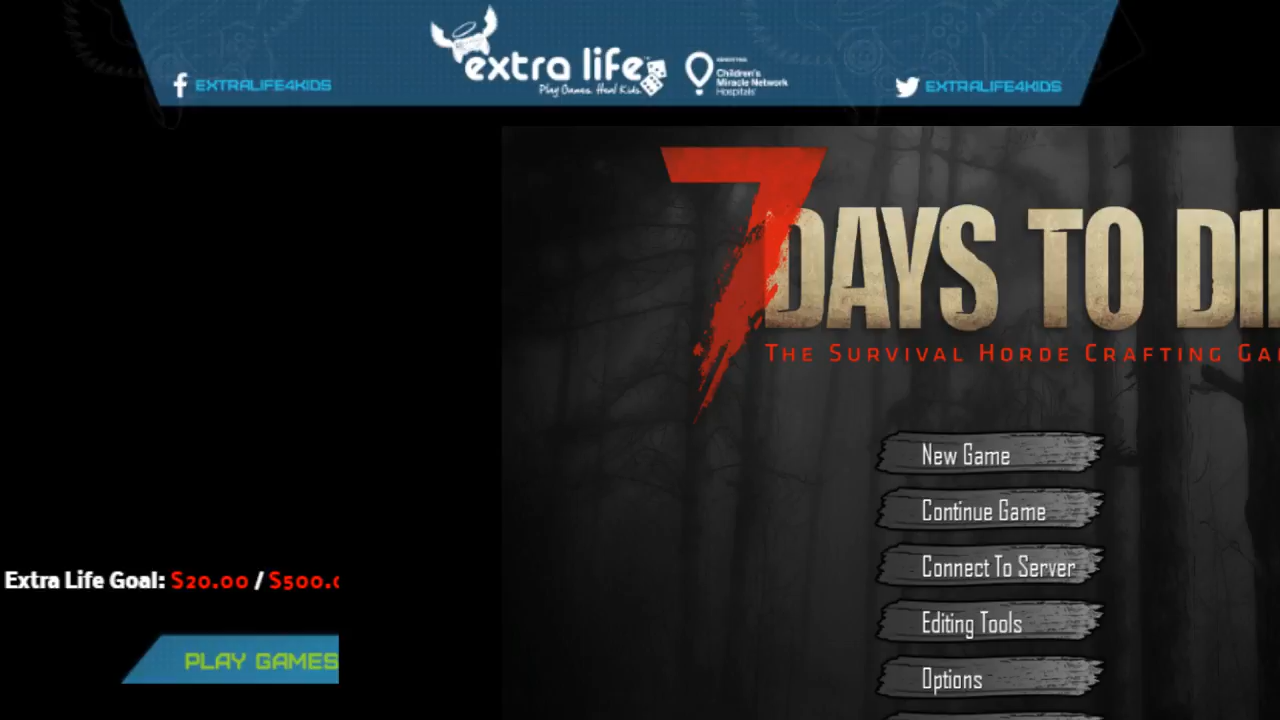 extra life
Play Games. Heal Kids.
Children's
Miracle Network
Hospitals
EXTRALIFE4KIDS
EXTRALIFE4KIDS
7 DAYS TO DI
THE SURVIVAL HORDE CRAFTING GA
New Game
Continue Game
Connect To Server
Editing Tools
Options
Extra Life Goal: $20.00 / $500.0
PLAY GAMES